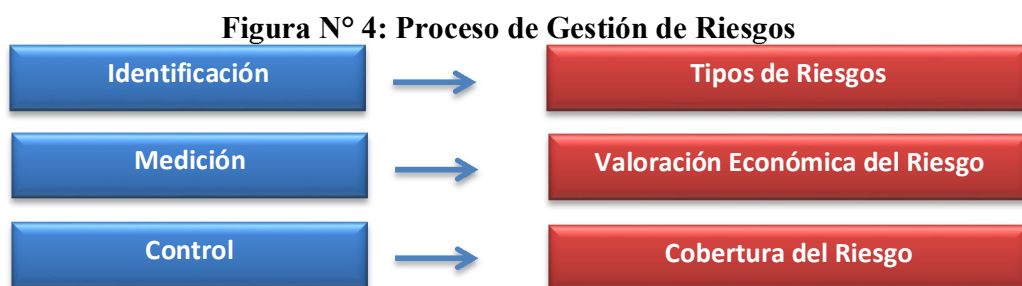 Figura N° 4: Proceso de Gestión de Riesgos
Identificación
Tipos de Riesgos
Medición
Valoración Económica del Riesgo
Control
Cobertura del Riesgo